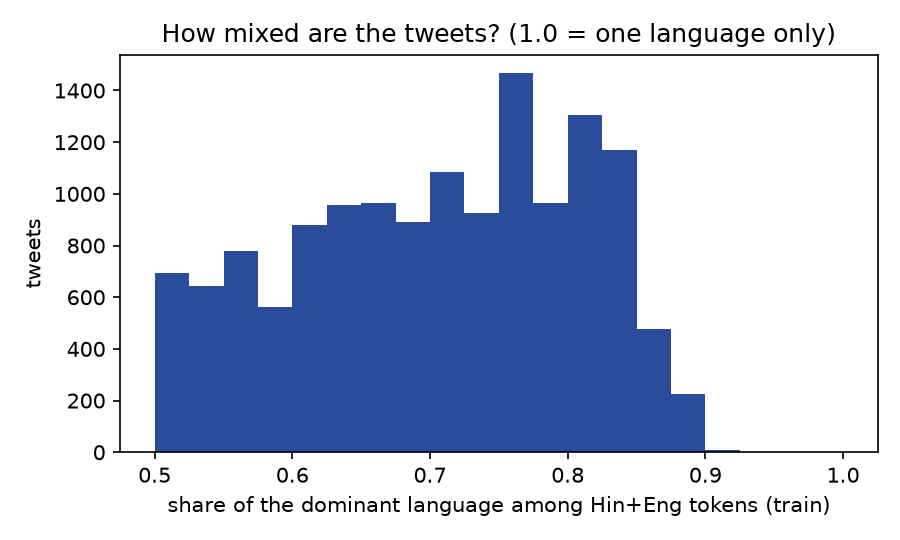 How mixed are the tweets? (1.0 = one language only)
1400
1200
1000
800
600
400
200
0
tweets
0.5 0.6 0.7 0.8 0.9 1.0
share of the dominant language among Hin+Eng tokens (train)